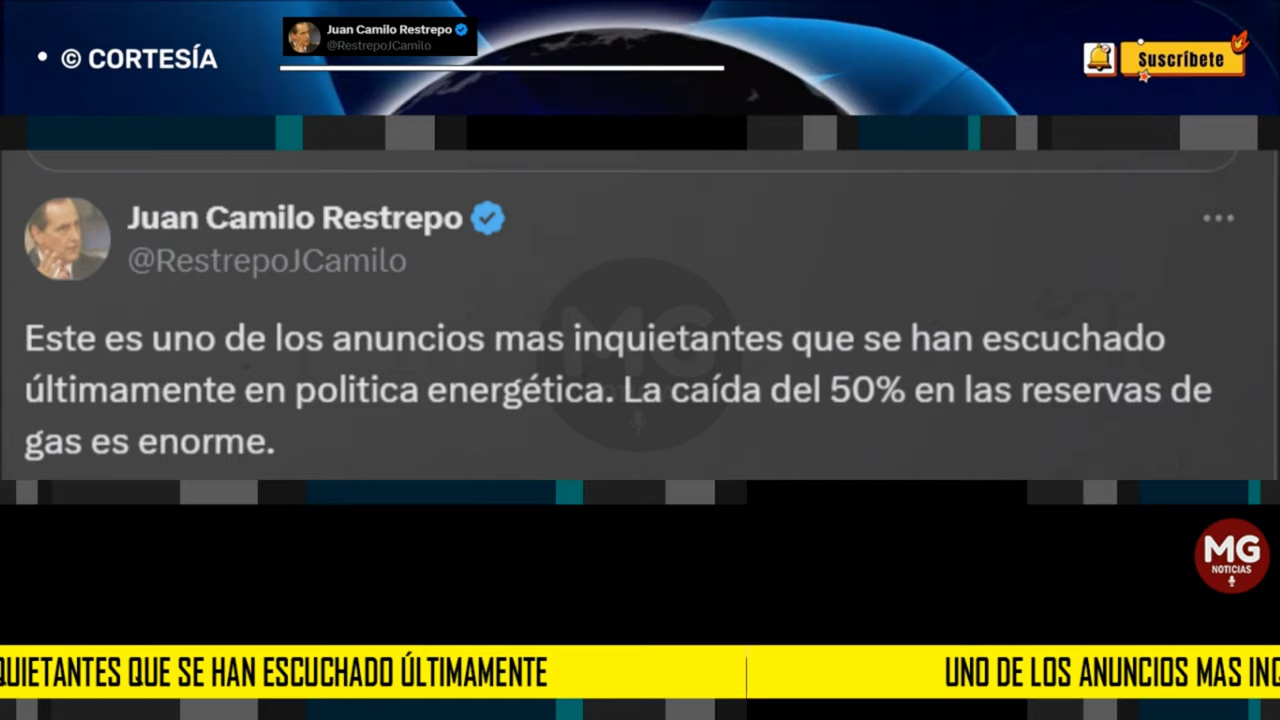 • © CORTESÍA
Juan Camilo Restrepo
@RestrepoJCamilo
Suscríbete
Juan Camilo Restrepo
@RestrepoJCamilo
Este es uno de los anuncios mas inquietantes que se han escuchado
últimamente en politica energética. La caída del 50% en las reservas de
gas es enorme.
MG
NOTICIAS
QUIETANTES QUE SE HAN ESCUCHADO ÚLTIMAMENTE
UNO DE LOS ANUNCIOS MAS INQ